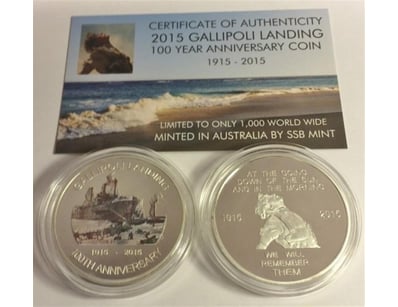 CERTIFICATE OF AUTHENTICITY
2015 GALLIPOLI LANDING
100 YEAR ANNIVERSARY COIN
1915 - 2015
LIMITED TO ONLY 1,000 WORLD WIDE
MINTED IN AUSTRALIA BY SSB MINT
GALLIPOLI LANDING
1915 - 2015
100TH ANNIVERSARY
AT THE GOING
DOWN OF THE SUN
AND IN THE MORNING
1915 2015
WE WILL
REMEMBER
THEM